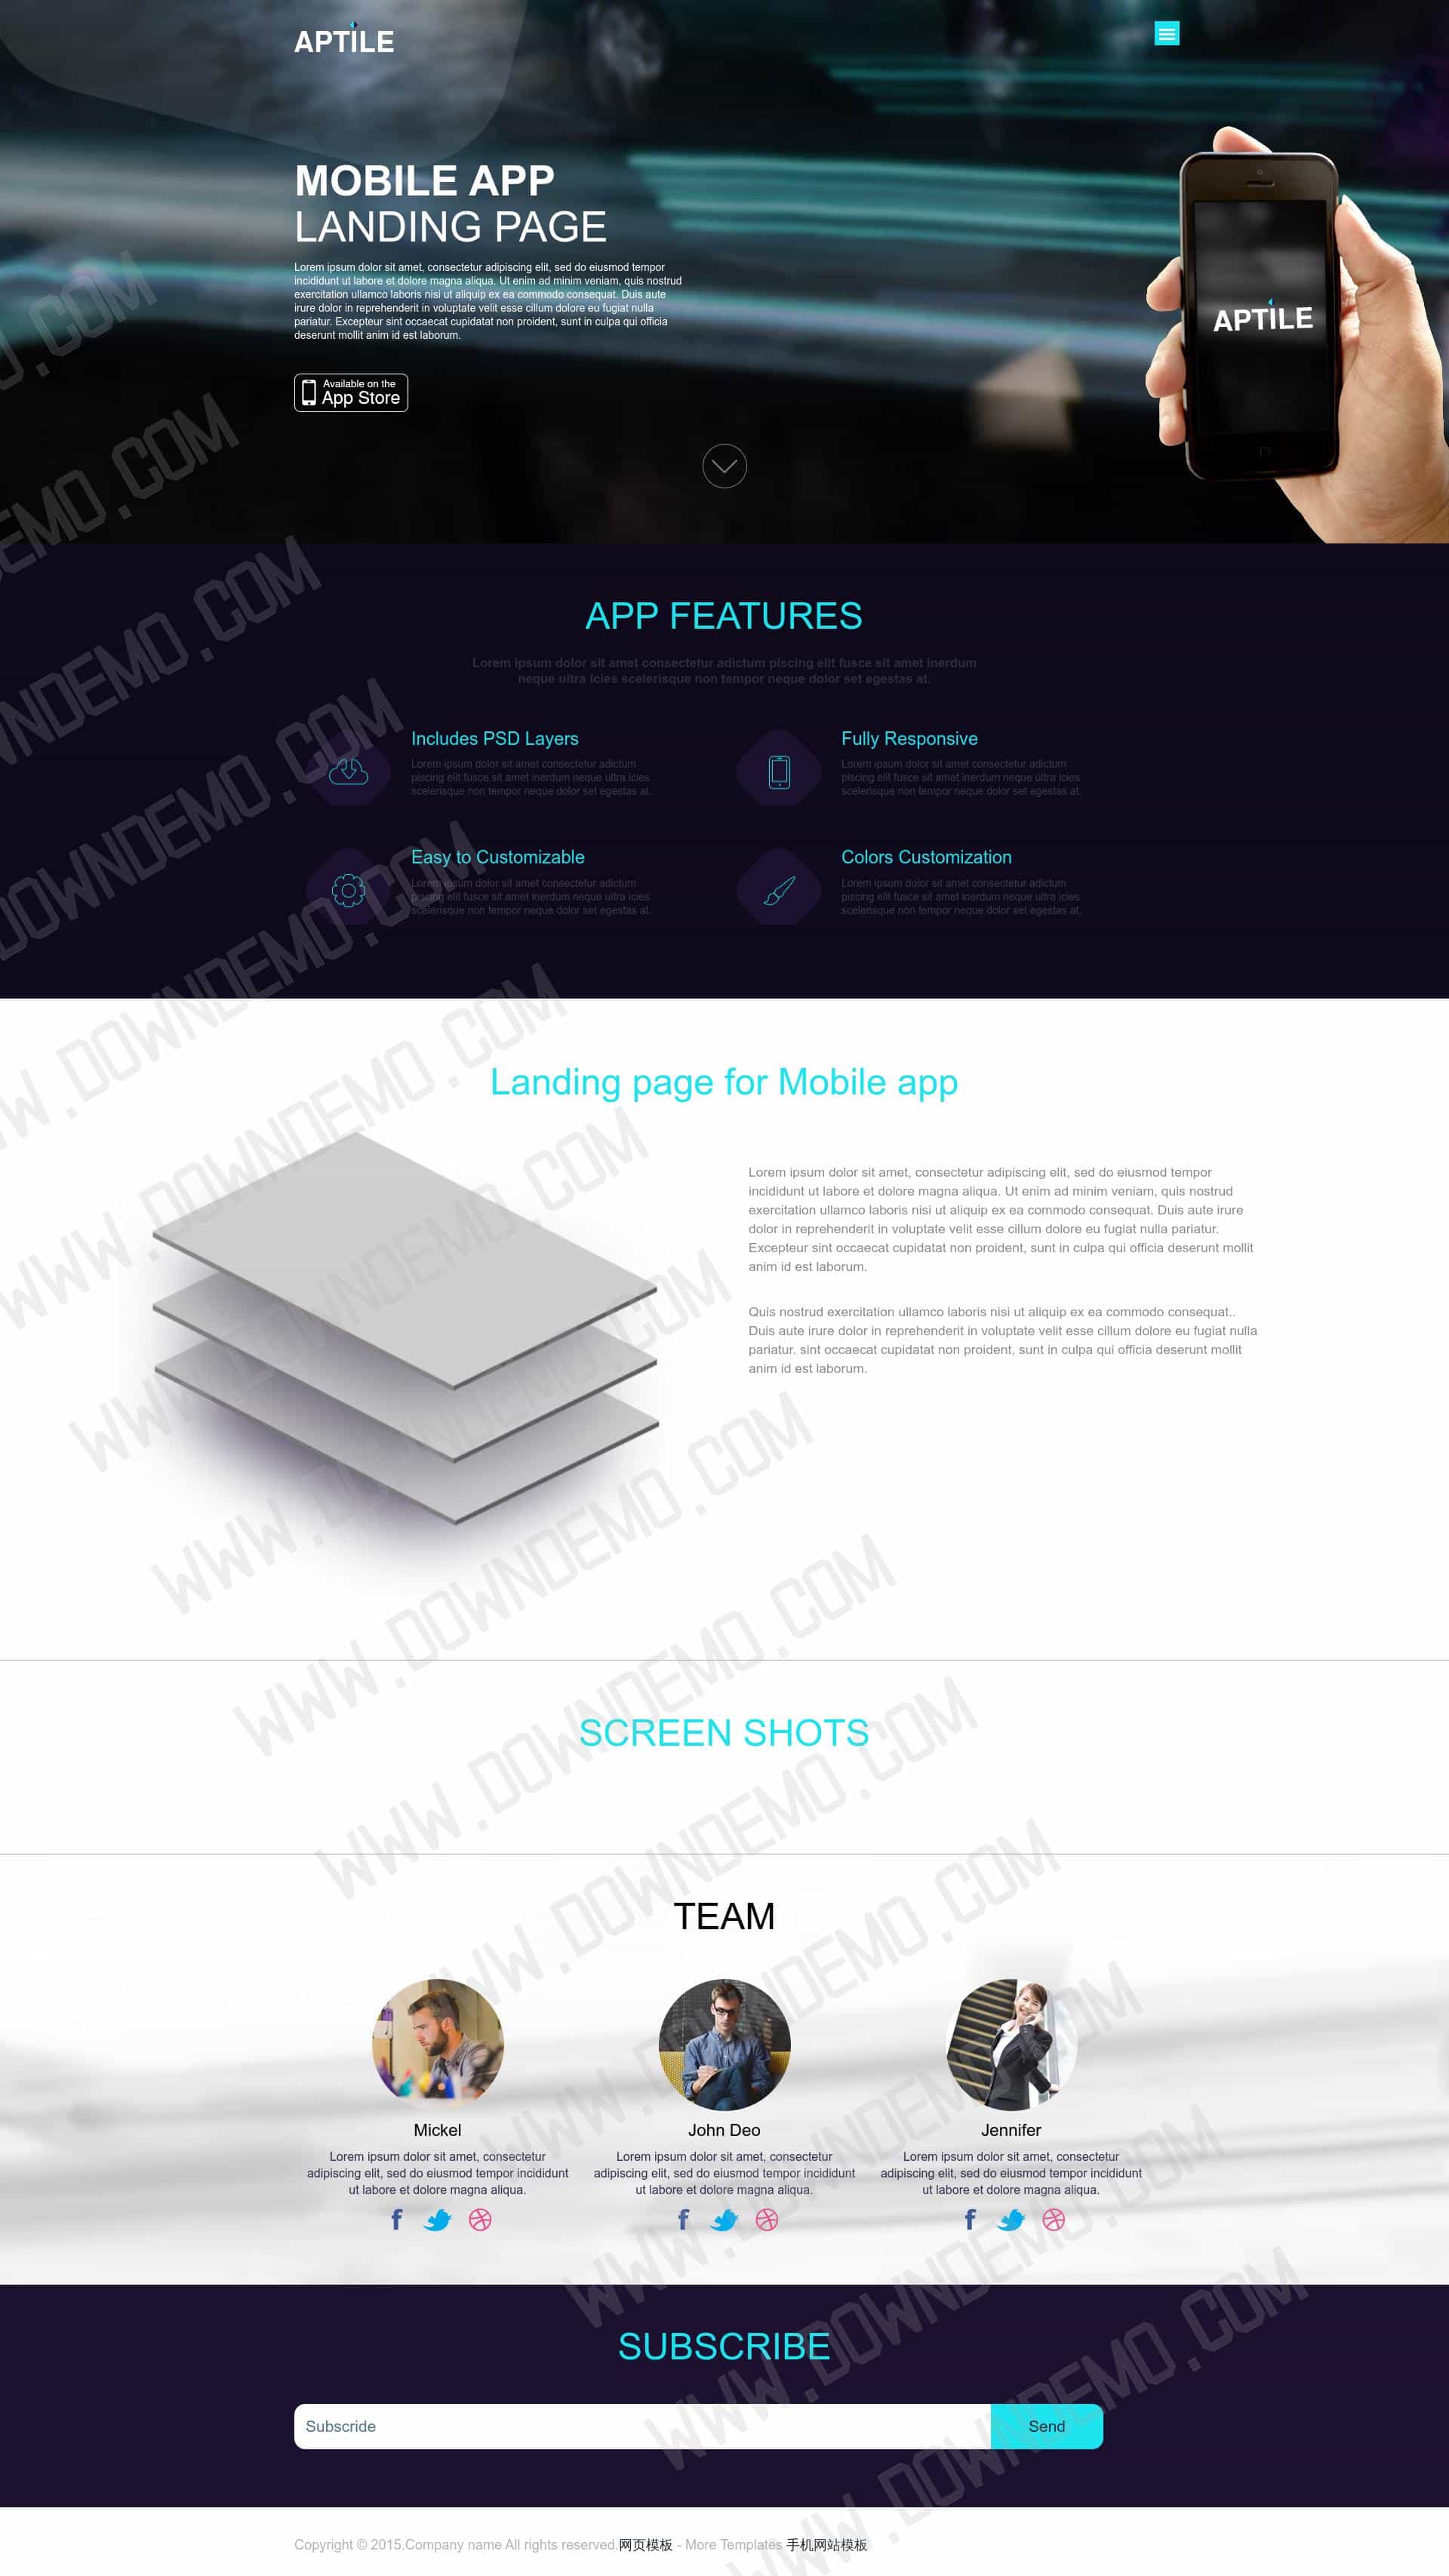 APTILE
MOBILE APP
LANDING PAGE
Lorem ipsum dolor sit amet, consectetur adipiscing elit, sed do eiusmod tempor
incididunt ut labore et dolore magna aliqua. Ut enim ad minim veniam, quis nostrud
exercitation ullamco laboris nisi ut aliquip ex ea commodo consequat. Duis aute
irure dolor in reprehenderit in voluptate velit esse cillum dolore eu fugiat nulla
pariatur. Excepteur sint occaecat cupidatat non proident, sunt in culpa qui officia
deserunt mollit anim id est laborum.
Available on the
App Store
APTILE
APP FEATURES
Lorem ipsum dolor sit amet consectetur adictum piscing elit fusce sit amet inerdum
neque ultra icies scelerisque non tempor neque dolor set egestas at.
Includes PSD Layers
Lorem ipsum dolor sit amet consectetur adictum
piscing elit fusce sit amet inerdum neque ultra icies
scelerisque non tempor neque dolor set egestas at.
Fully Responsive
Lorem ipsum dolor sit amet consectetur adictum
piscing elit fusce sit amet inerdum neque ultra icies
scelerisque non tempor neque dolor set egestas at.
Easy to Customizable
Lorem ipsum dolor sit amet consectetur adictum
piscing elit fusce sit amet inerdum neque ultra icies
scelerisque non tempor neque dolor set egestas at.
Colors Customization
Lorem ipsum dolor sit amet consectetur adictum
piscing elit fusce sit amet inerdum neque ultra icies
scelerisque non tempor neque dolor set egestas at.
Landing page for Mobile app
Lorem ipsum dolor sit amet, consectetur adipiscing elit, sed do eiusmod tempor
incididunt ut labore et dolore magna aliqua. Ut enim ad minim veniam, quis nostrud
exercitation ullamco laboris nisi ut aliquip ex ea commodo consequat. Duis aute irure
dolor in reprehenderit in voluptate velit esse cillum dolore eu fugiat nulla pariatur.
Excepteur sint occaecat cupidatat non proident, sunt in culpa qui officia deserunt mollit
anim id est laborum.
Quis nostrud exercitation ullamco laboris nisi ut aliquip ex ea commodo consequat..
Duis aute irure dolor in reprehenderit in voluptate velit esse cillum dolore eu fugiat nulla
pariatur. sint occaecat cupidatat non proident, sunt in culpa qui officia deserunt mollit
anim id est laborum.
SCREEN SHOTS
TEAM
Mickel
Lorem ipsum dolor sit amet, consectetur
adipiscing elit, sed do eiusmod tempor incididunt
ut labore et dolore magna aliqua.
John Deo
Lorem ipsum dolor sit amet, consectetur
adipiscing elit, sed do eiusmod tempor incididunt
ut labore et dolore magna aliqua.
Jennifer
Lorem ipsum dolor sit amet, consectetur
adipiscing elit, sed do eiusmod tempor incididunt
ut labore et dolore magna aliqua.
SUBSCRIBE
Subscride
Send
Copyright © 2015.Company name All rights reserved.网页模板 - More Templates 手机网站模板
WWW.DOWNDEMO.COM